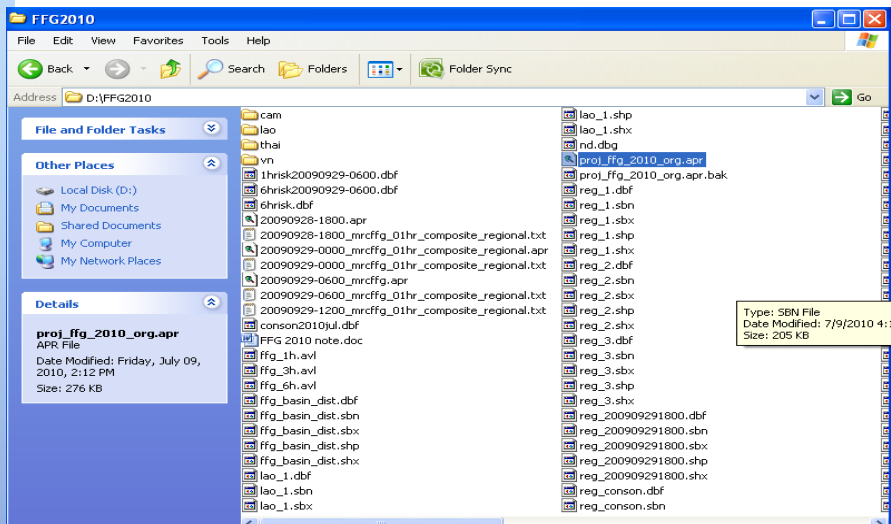 FFG2010
File Edit View Favorites Tools Help
Back Search Folders Folder Sync
Address D:\FFG2010 Go
File and Folder Tasks
Other Places
Local Disk (D:)
My Documents
Shared Documents
My Computer
My Network Places
Details
proj_ffg_2010_org.apr
APR File
Date Modified: Friday, July 09,
2010, 2:12 PM
Size: 276 KB
cam
lao
thai
vn
1hrisk20090929-0600.dbf
6hrisk20090929-0600.dbf
6hrisk.dbf
20090928-1800.apr
20090928-1800_mrcffg_01hr_composite_regional.txt
20090929-0000_mrcffg_01hr_composite_regional.apr
20090929-0000_mrcffg_01hr_composite_regional.txt
20090929-0600_mrcffg.apr
20090929-0600_mrcffg_01hr_composite_regional.txt
20090929-1200_mrcffg_01hr_composite_regional.txt
conson2010jul.dbf
FFG 2010 note.doc
ffg_1h.avl
ffg_3h.avl
ffg_6h.avl
ffg_basin_dist.dbf
ffg_basin_dist.sbn
ffg_basin_dist.sbx
ffg_basin_dist.shp
ffg_basin_dist.shx
lao_1.dbf
lao_1.sbn
lao_1.sbx
lao_1.shp
lao_1.shx
nd.dbg
proj_ffg_2010_org.apr
proj_ffg_2010_org.apr.bak
reg_1.dbf
reg_1.sbn
reg_1.sbx
reg_1.shp
reg_1.shx
reg_2.dbf
reg_2.sbn
reg_2.sbx
reg_2.shp
reg_2.shx
reg_3.dbf
reg_3.sbn
reg_3.sbx
reg_3.shp
reg_3.shx
reg_200909291800.dbf
reg_200909291800.sbn
reg_200909291800.sbx
reg_200909291800.shp
reg_200909291800.shx
reg_conson.dbf
reg_conson.sbn
Type: SBN File
Date Modified: 7/9/2010 4:
Size: 205 KB